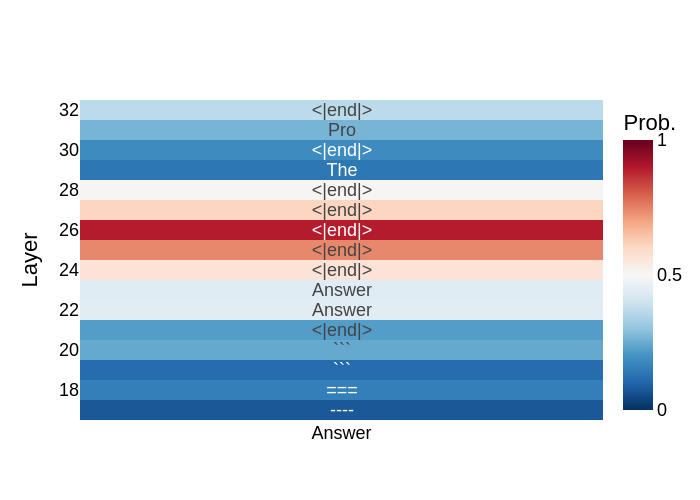 Prob.
32 <|end|>
Pro
1
30 <|end|>
The
28 <|end|>
<|end|>
26 <|end|>
<|end|>
24 <|end|>
0.5
Answer
22 Answer
<|end|>
20 ```
```
18 ===
----
0
Layer
Answer